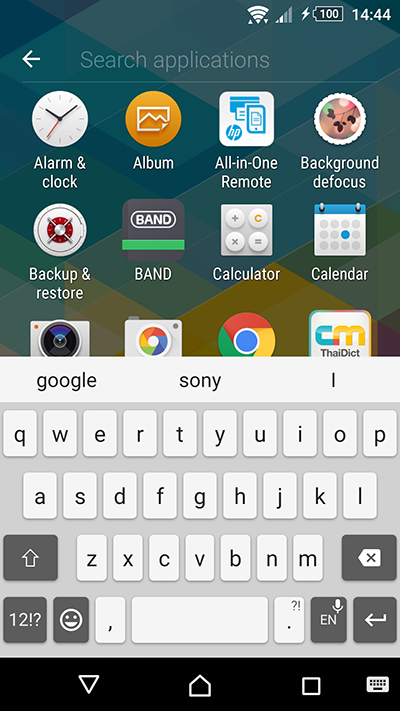 100 14:44
Search applications
Alarm & Album All-in-One Background
clock Remote defocus
hp
BAND
Backup & BAND Calculator Calendar
restore
C
cm
ThaiDict
google sony I
q w e r t y u i o p
a s d f g h j k l
z x c v b n m
12!? , ?! . EN